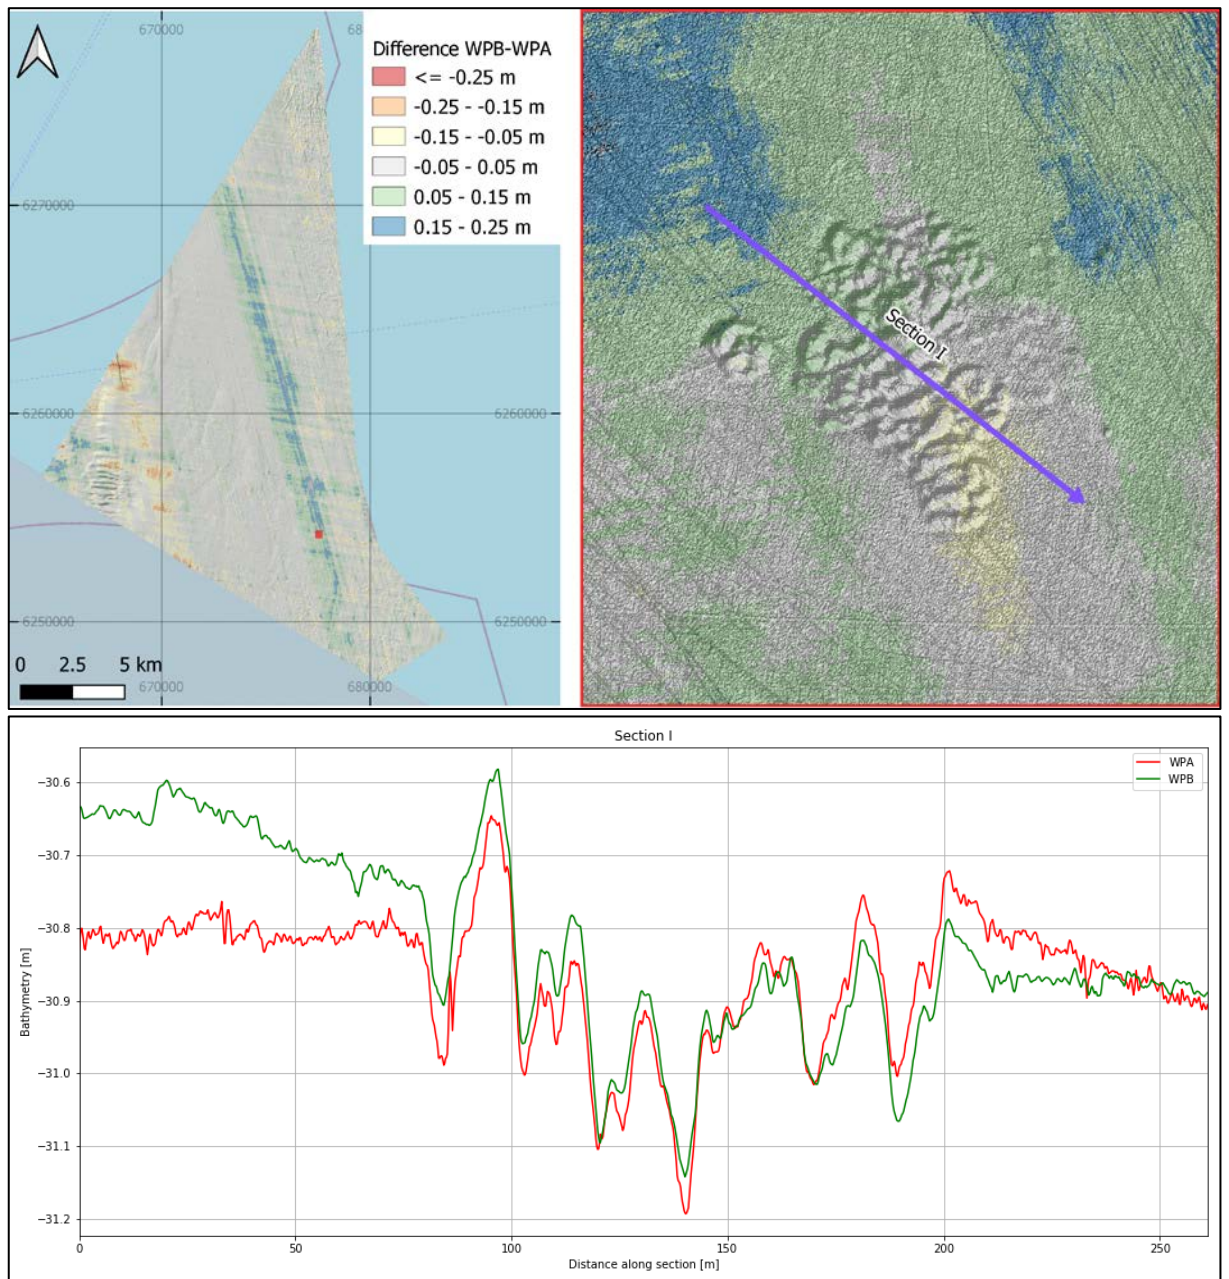 670000
68
Difference WPB-WPA
<= -0.25 m
-0.25 - -0.15 m
-0.15 - -0.05 m
-0.05 - 0.05 m
0.05 - 0.15 m
0.15 - 0.25 m
6270000
6260000
6260000
6250000
6250000
0 2.5 5 km
670000
680000
Section I
Section I
WPA
WPB
Bathymetry [m]
−30.6
−30.7
−30.8
−30.9
−31.0
−31.1
−31.2
0 50 100 150 200 250
Distance along section [m]